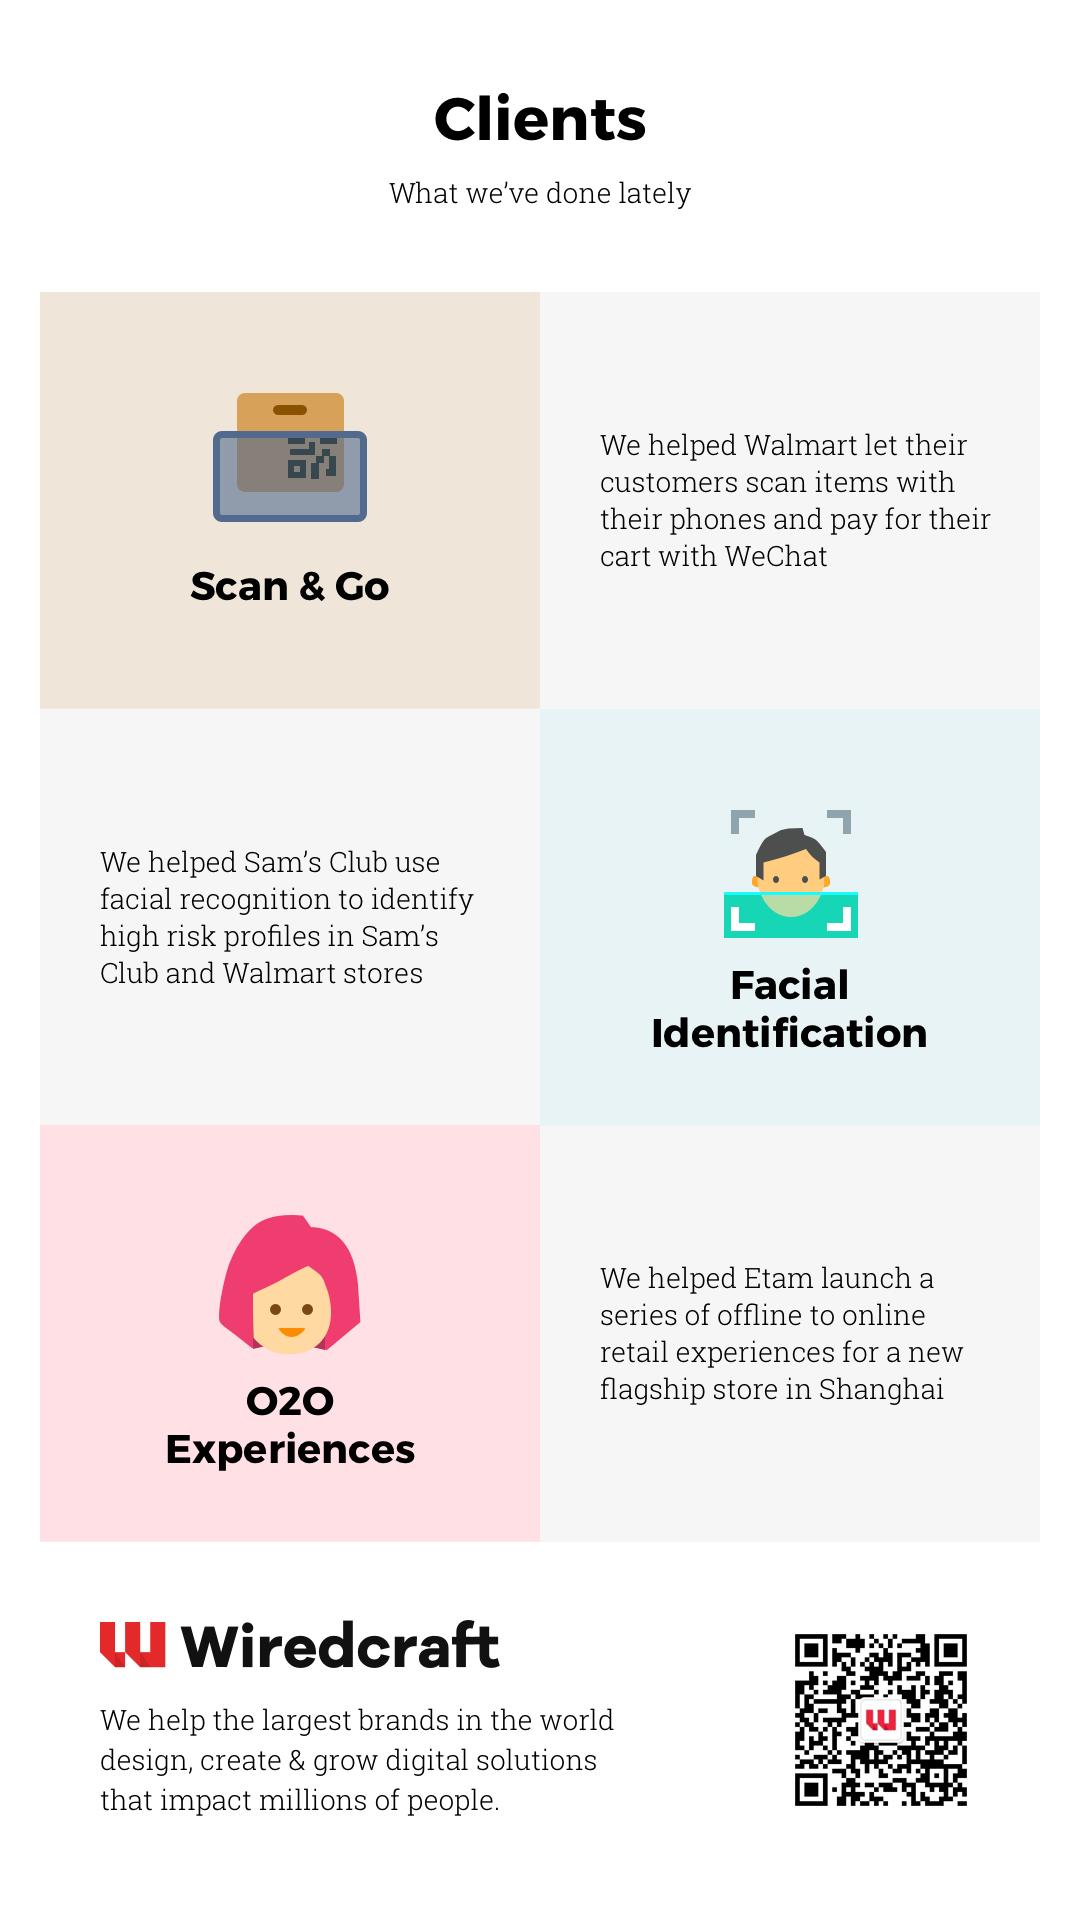 Clients
What we’ve done lately
Scan & Go
We helped Walmart let their
customers scan items with
their phones and pay for their
cart with WeChat
We helped Sam’s Club use
facial recognition to identify
high risk profiles in Sam’s
Club and Walmart stores
Facial
Identification
O2O
Experiences
We helped Etam launch a
series of offline to online
retail experiences for a new
flagship store in Shanghai
Wiredcraft
We help the largest brands in the world
design, create & grow digital solutions
that impact millions of people.